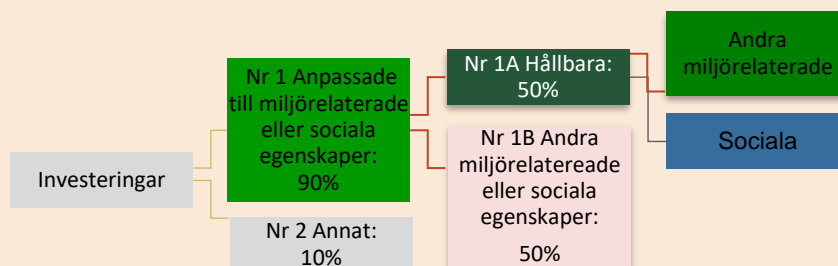 Investeringar
Nr 1 Anpassade
till miljörelaterade
eller sociala
egenskaper:
90%
Nr 2 Annat:
10%
Nr 1A Hållbara:
50%
Nr 1B Andra
miljörelatereade
eller sociala
egenskaper:
50%
Andra
miljörelaterade
Sociala